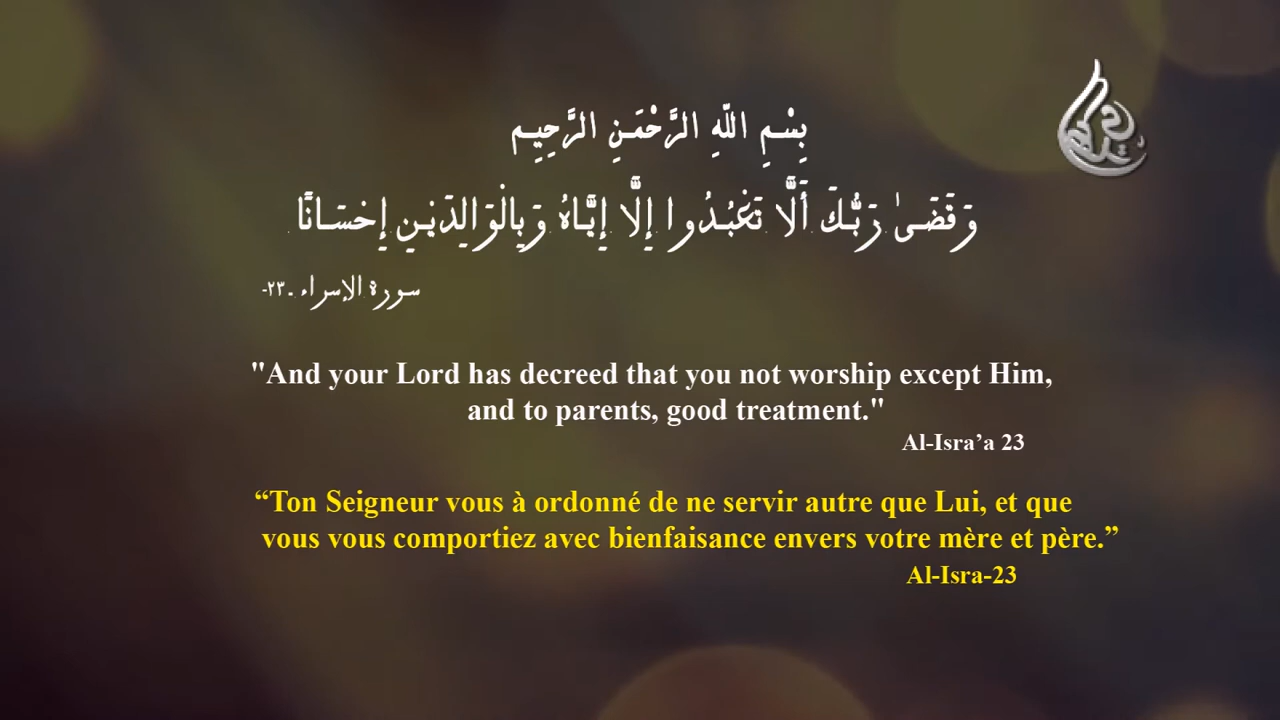 بِسْمِ اللَّهِ الرَّحْمَنِ الرَّحِيمِ
وَقَضَىٰ رَبُّكَ أَلَّا تَعْبُدُوا إِلَّا إِيَّاهُ وَبِالْوَالِدَيْنِ إِحْسَانًا
سورة الإسراء -٢٣-
"And your Lord has decreed that you not worship except Him,
and to parents, good treatment."
Al-Isra’a 23
“Ton Seigneur vous à ordonné de ne servir autre que Lui, et que
vous vous comportiez avec bienfaisance envers votre mère et père.”
Al-Isra-23